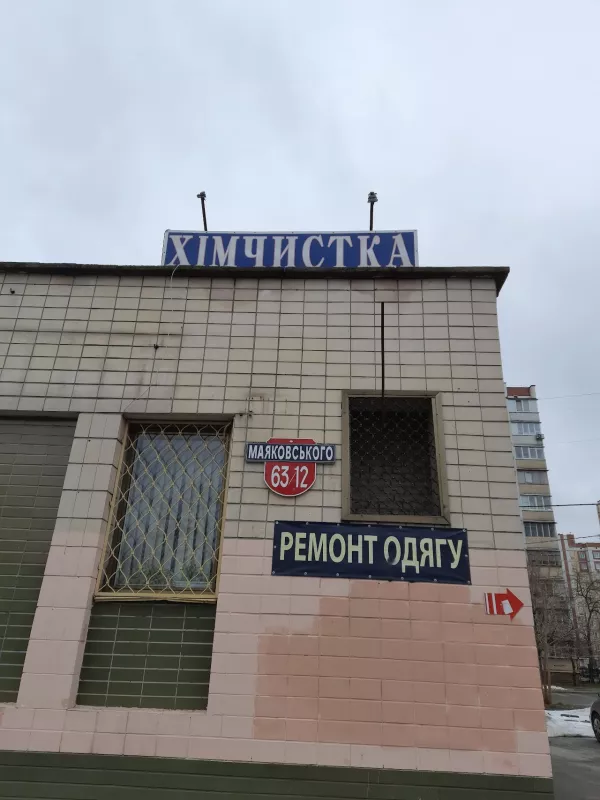 ХІМЧИСТКА
МАЯКОВСЬКОГО
63/12
РЕМОНТ ОДЯГУ